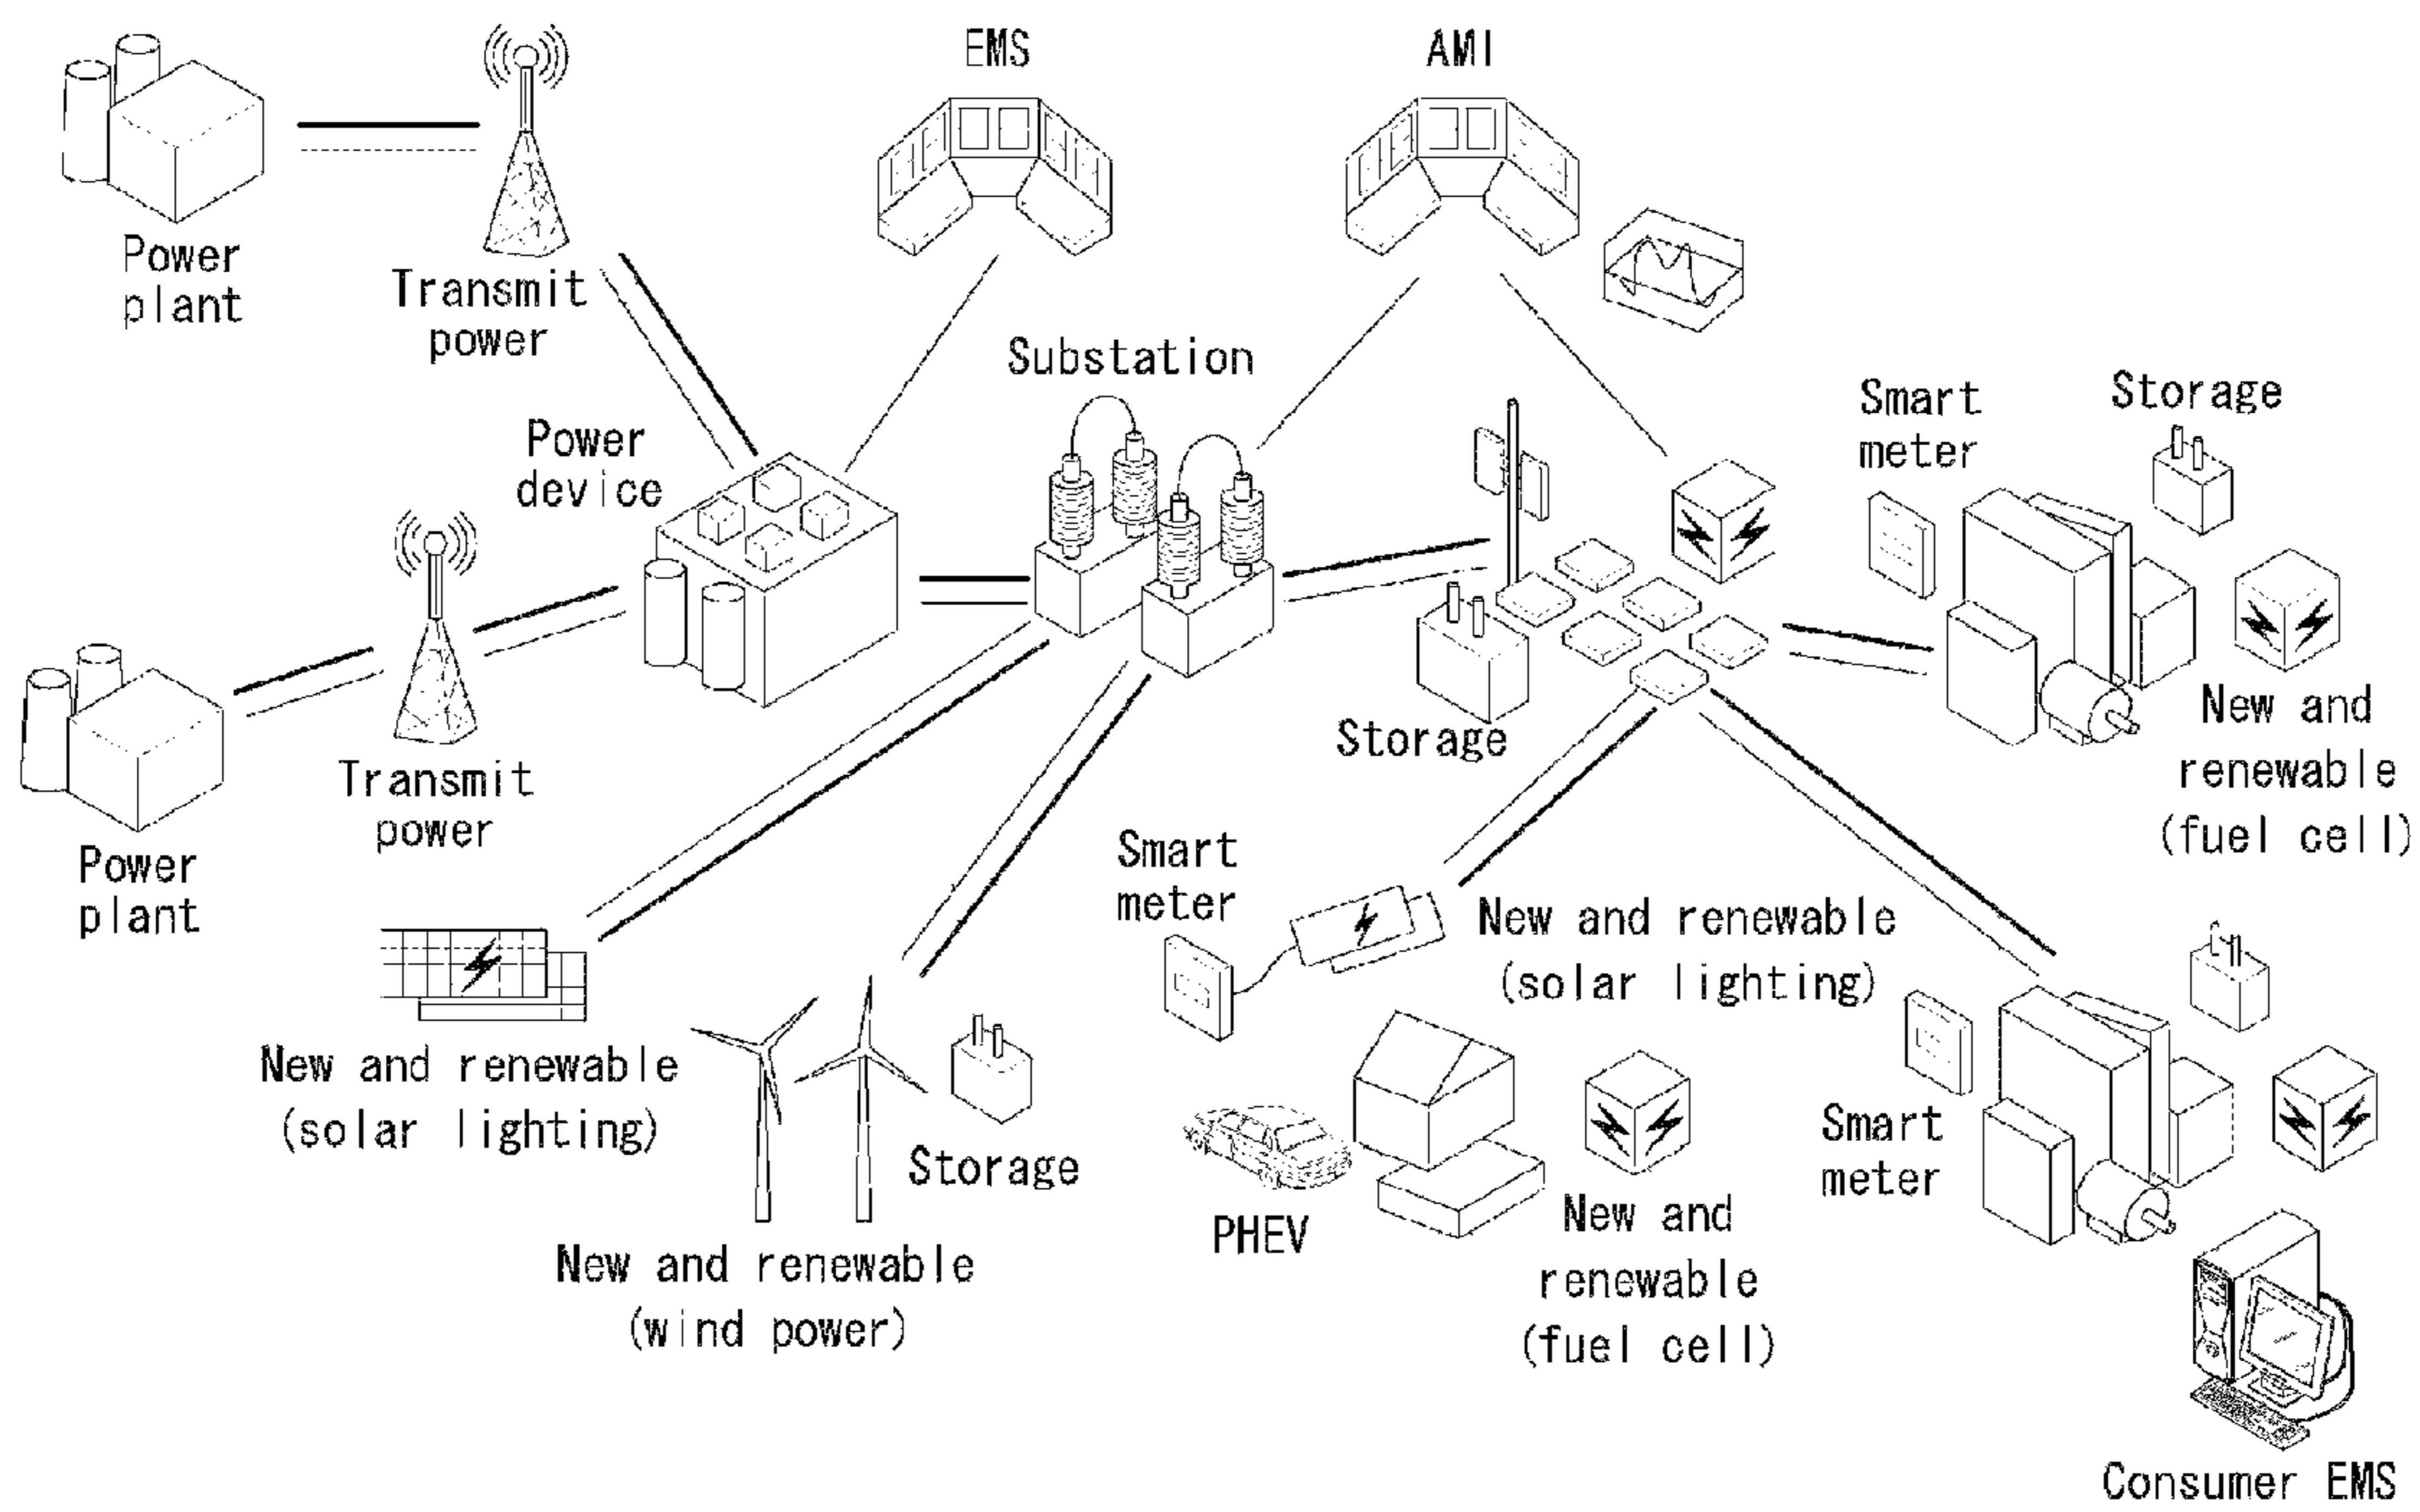 EMS
AMI
Power
plant
Transmit
power
Substation
Power
device
Smart
meter
Storage
Storage
New and
renewable
(fuel cell)
Transmit
power
Power
plant
Smart
meter
New and renewable
(solar lighting)
New and renewable
(solar lighting)
Storage
Smart
meter
PHEV
New and
renewable
(fuel cell)
New and renewable
(wind power)
Consumer EMS